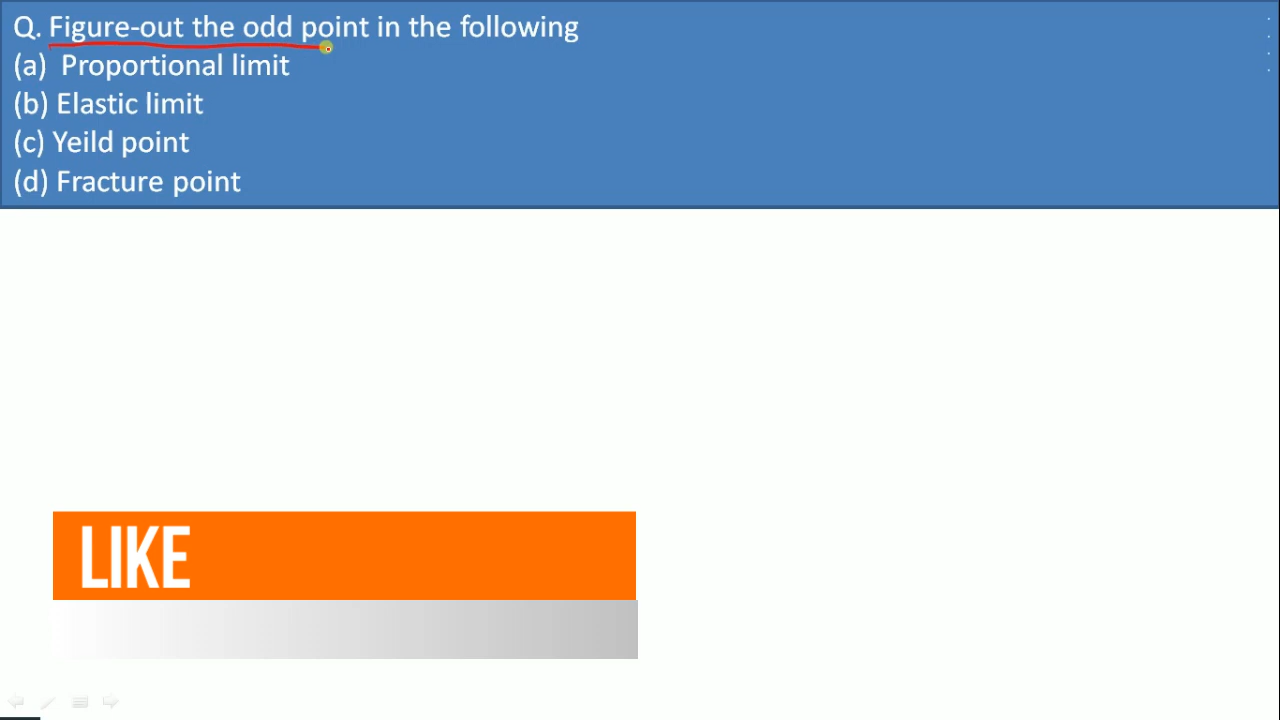 Q. Figure-out the odd point in the following
(a) Proportional limit
(b) Elastic limit
(c) Yeild point
(d) Fracture point
LIKE